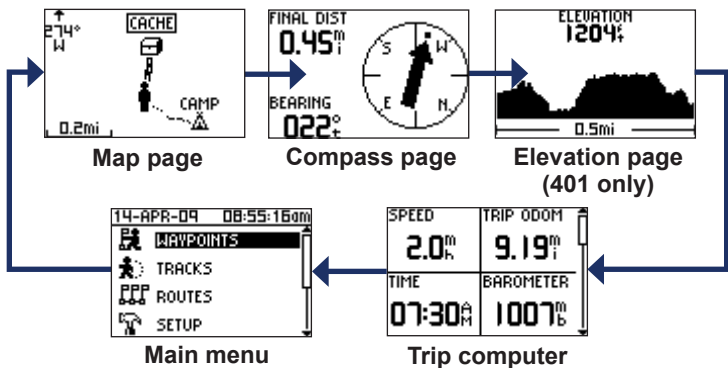 274°
W
CACHE
CAMP
0.2mi
Map page
FINAL DIST
0.45mi
BEARING
022°t
S
W
E
N
Compass page
ELEVATION
1204ft
0.5mi
Elevation page
(401 only)
14-APR-09 08:55:16am
WAYPOINTS
TRACKS
ROUTES
SETUP
Main menu
SPEED
2.0mh
TRIP ODOM
9.19mi
TIME
07:30AM
BAROMETER
1007mb
Trip computer